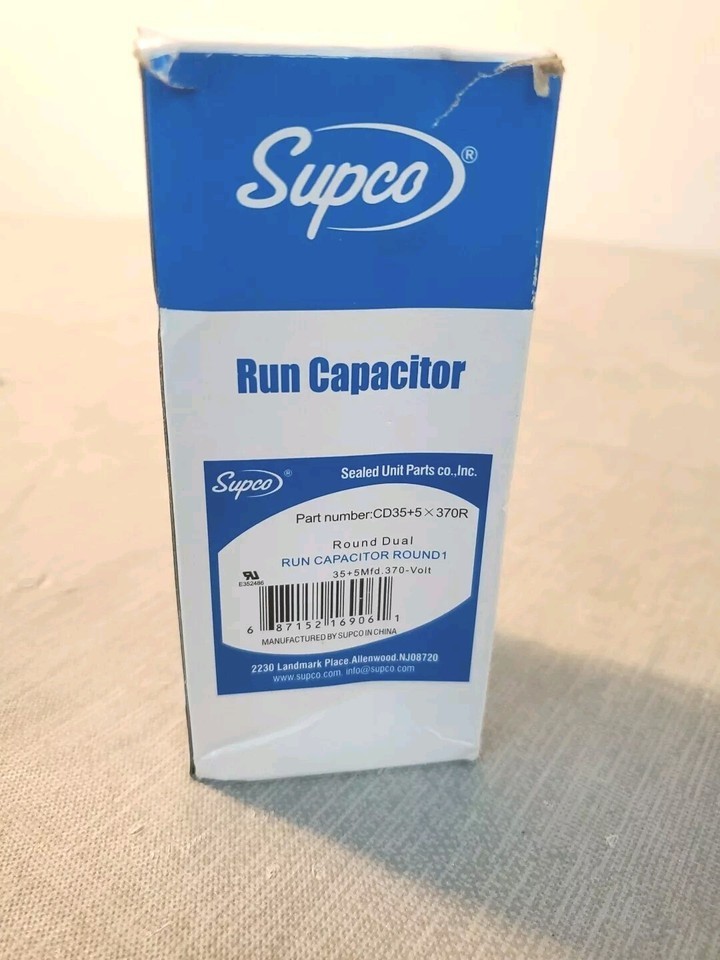 Supco®
Run Capacitor
Supco® Sealed Unit Parts co.,Inc.
Part number:CD35+5×370R
Round Dual
RUN CAPACITOR ROUND1
35+5Mfd.370-Volt
E352486
6 87152 16906 1
MANUFACTURED BY SUPCO IN CHINA
2230 Landmark Place.Allenwood.NJ08720
www.supco.com info@supco.com